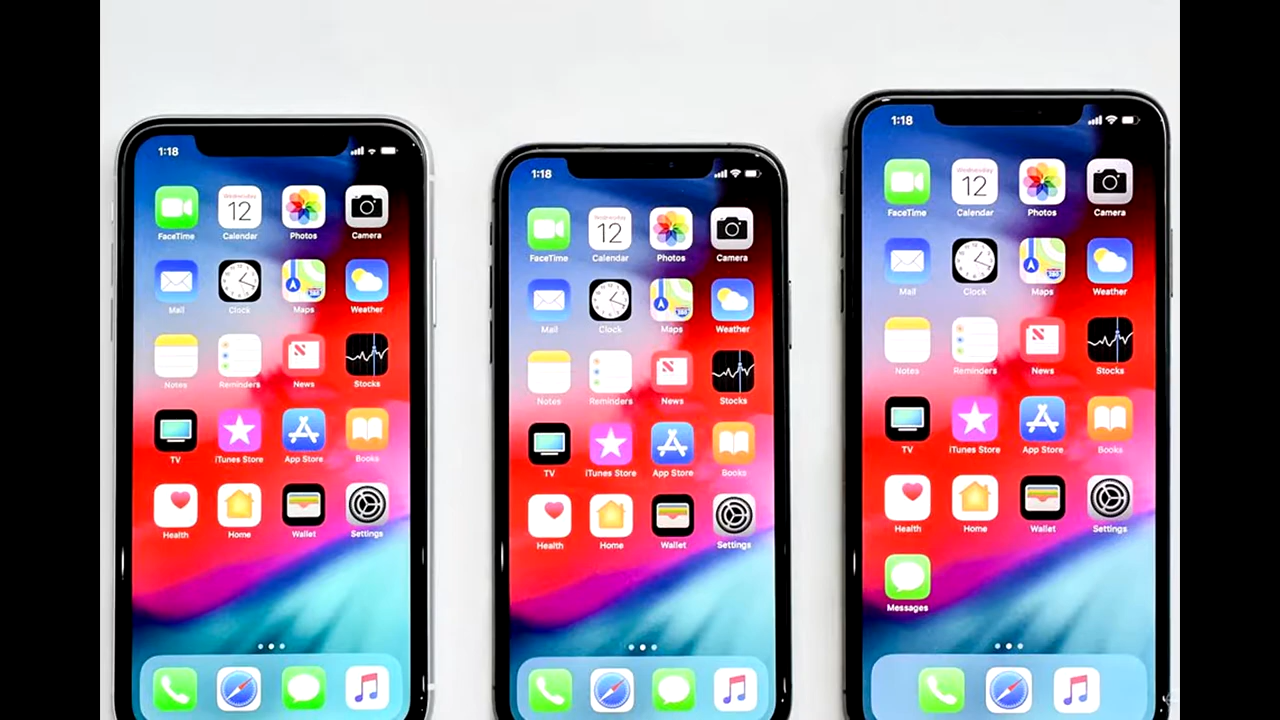 1:18
FaceTime
Wednesday
12
Calendar
Photos
Camera
Mail
Clock
Maps
Weather
Notes
Reminders
News
Stocks
TV
iTunes Store
App Store
Books
Health
Home
Wallet
Settings
1:18
FaceTime
Wednesday
12
Calendar
Photos
Camera
Mail
Clock
Maps
Weather
Notes
Reminders
News
Stocks
TV
iTunes Store
App Store
Books
Health
Home
Wallet
Settings
1:18
FaceTime
Wednesday
12
Calendar
Photos
Camera
Mail
Clock
Maps
Weather
Notes
Reminders
News
Stocks
TV
iTunes Store
App Store
Books
Health
Home
Wallet
Settings
Messages